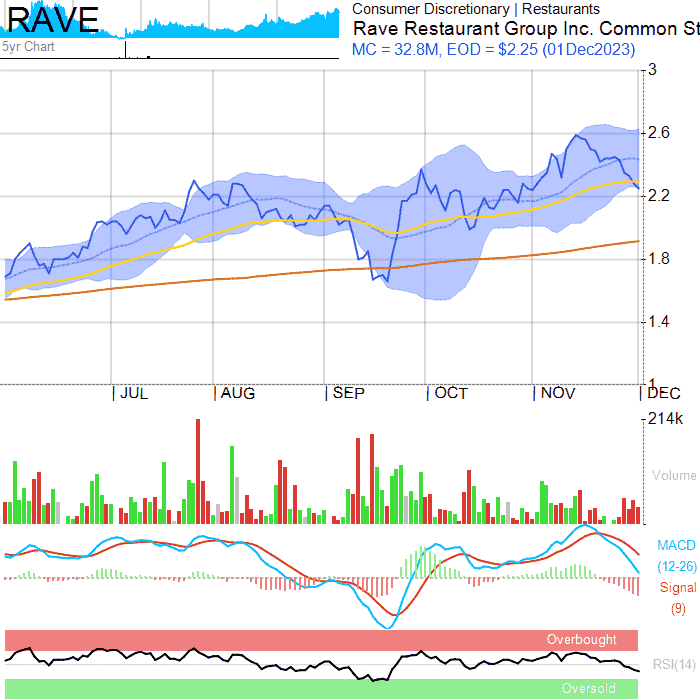 RAVE
5yr Chart
Consumer Discretionary | Restaurants
Rave Restaurant Group Inc. Common St
MC = 32.8M, EOD = $2.25 (01Dec2023)
3
2.6
2.2
1.8
1.4
1
JUL AUG SEP OCT NOV DEC
214k
Volume
MACD
(12-26)
Signal
(9)
Overbought
RSI(14)
Oversold